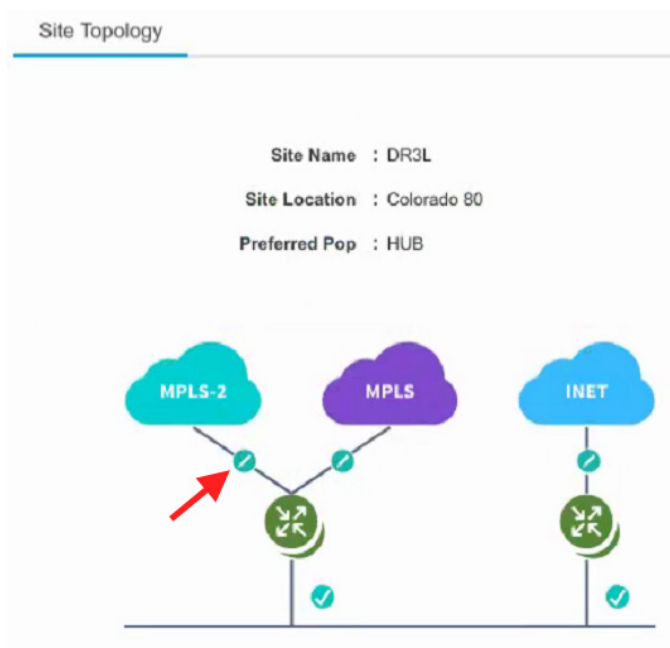 Site Topology
Site Name : DR3L
Site Location : Colorado 80
Preferred Pop : HUB
MPLS-2
MPLS
INET